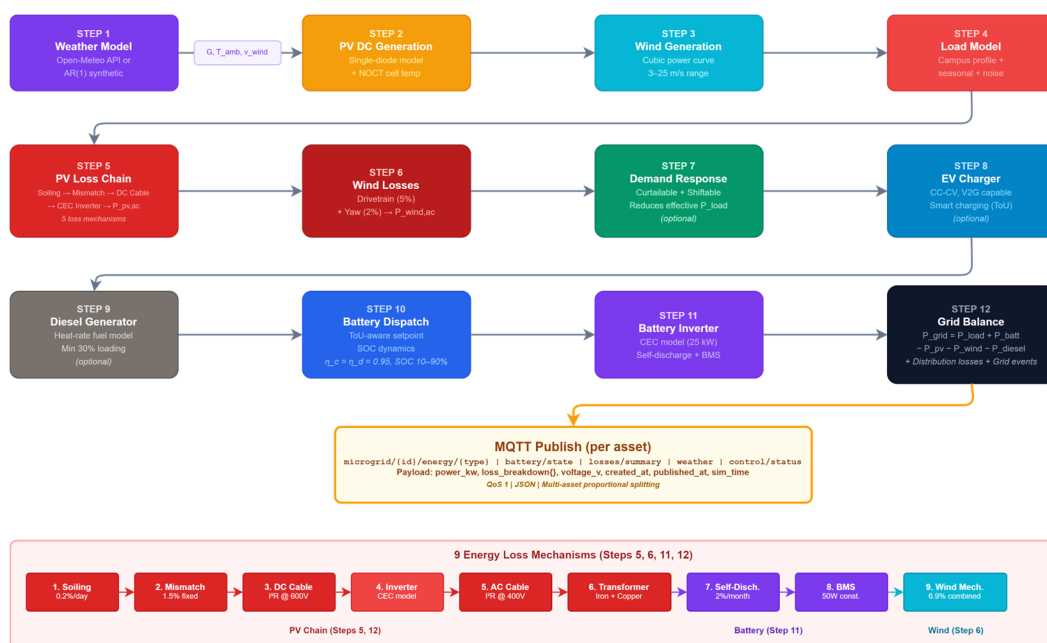 STEP 1
Weather Model
Open-Meteo API or
AR(1) synthetic
G, T_amb, v_wind
STEP 2
PV DC Generation
Single-diode model
+ NOCT cell temp
STEP 3
Wind Generation
Cubic power curve
3–25 m/s range
STEP 4
Load Model
Campus profile +
seasonal + noise
STEP 5
PV Loss Chain
Soiling → Mismatch → DC Cable
→ CEC Inverter → P_pv,ac
5 loss mechanisms
STEP 6
Wind Losses
Drivetrain (5%)
+ Yaw (2%) → P_wind,ac
STEP 7
Demand Response
Curtailable + Shiftable
Reduces effective P_load
(optional)
STEP 8
EV Charger
CC-CV, V2G capable
Smart charging (ToU)
(optional)
STEP 9
Diesel Generator
Heat-rate fuel model
Min 30% loading
(optional)
STEP 10
Battery Dispatch
ToU-aware setpoint
SOC dynamics
η_c = η_d = 0.95, SOC 10–90%
STEP 11
Battery Inverter
CEC model (25 kW)
Self-discharge + BMS
STEP 12
Grid Balance
P_grid = P_load + P_batt
− P_pv − P_wind − P_diesel
+ Distribution losses + Grid events
MQTT Publish (per asset)
microgrid/{id}/energy/{type} | battery/state | losses/summary | weather | control/status
Payload: power_kw, loss_breakdown{}, voltage_v, created_at, published_at, sim_time
QoS 1 | JSON | Multi-asset proportional splitting
9 Energy Loss Mechanisms (Steps 5, 6, 11, 12)
1. Soiling
0.2%/day
2. Mismatch
1.5% fixed
3. DC Cable
I²R @ 600V
4. Inverter
CEC model
5. AC Cable
I²R @ 400V
6. Transformer
Iron + Copper
7. Self-Disch.
2%/month
8. BMS
50W const.
9. Wind Mech.
6.9% combined
PV Chain (Steps 5, 12)
Battery (Step 11)
Wind (Step 6)